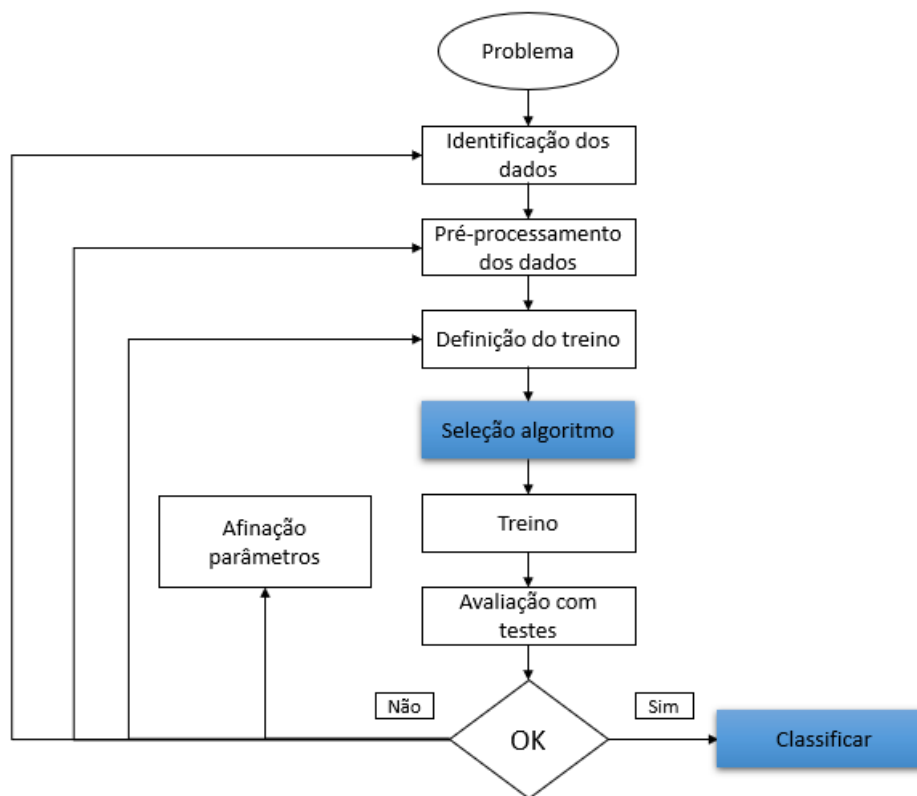 Problema
Identificação dos
dados
Pré-processamento
dos dados
Definição do treino
Seleção algoritmo
Afinação
parâmetros
Treino
Avaliação com
testes
Não
Sim
OK
Classificar